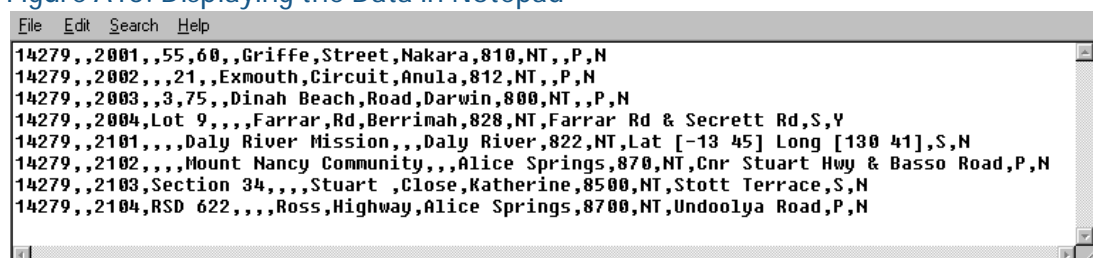 Figure A16: Displaying the Data in Notepad
File Edit Search Help
14279,,2001,,55,60,,Griffe,Street,Nakara,810,NT,,P,N
14279,,2002,,,21,,Exmouth,Circuit,Anula,812,NT,,P,N
14279,,2003,,3,75,,Dinah Beach,Road,Darwin,800,NT,,P,N
14279,,2004,Lot 9,,,,Farrar,Rd,Berrimah,828,NT,Farrar Rd & Secrett Rd,S,Y
14279,,2101,,,,Daly River Mission,,,Daly River,822,NT,Lat [-13 45] Long [130 41],S,N
14279,,2102,,,,Mount Nancy Community,,,Alice Springs,870,NT,Cnr Stuart Hwy & Basso Road,P,N
14279,,2103,Section 34,,,,Stuart ,Close,Katherine,8500,NT,Stott Terrace,S,N
14279,,2104,RSD 622,,,,Ross,Highway,Alice Springs,8700,NT,Undoolya Road,P,N